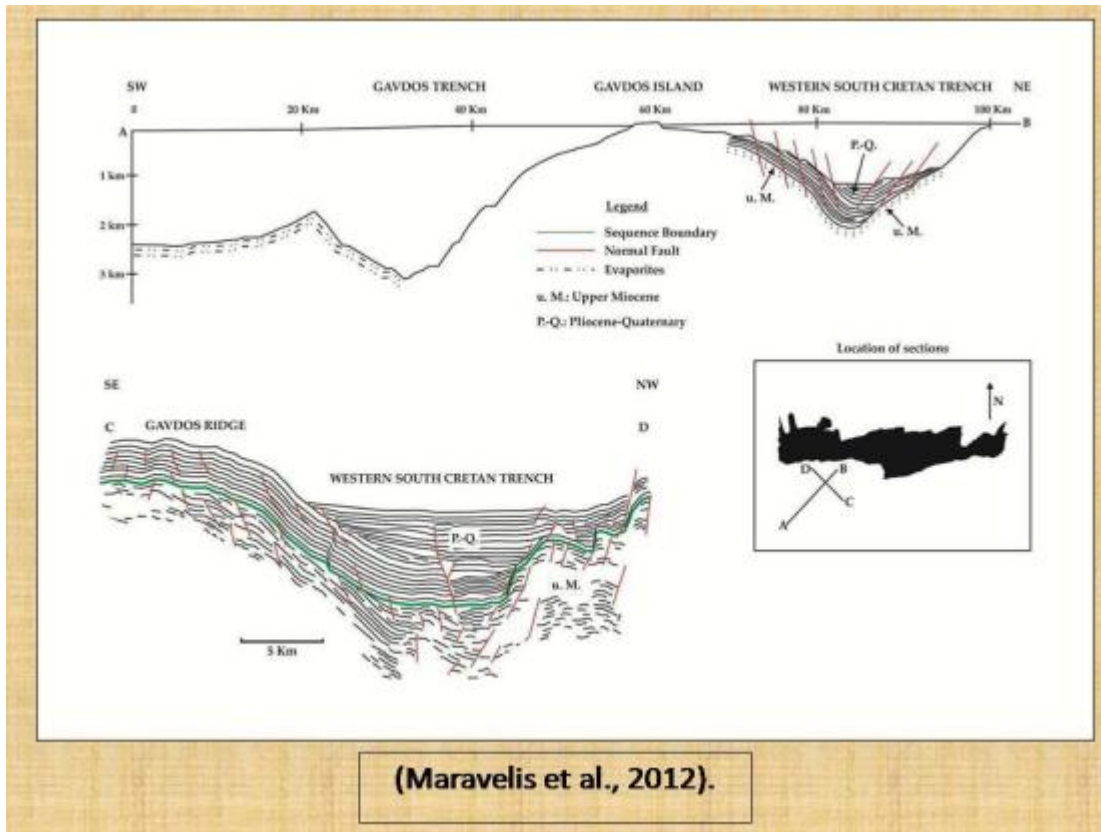 SW GAVDOS TRENCH GAVDOS ISLAND WESTERN SOUTH CRETAN TRENCH NE
0 20 Km 40 Km 60 Km 80 Km 100 Km
A B
P.-Q.
1 km
u. M.
u. M.
2 km
3 km
Legend
Sequence Boundary
Normal Fault
Evaporites
u. M.: Upper Miocene
P.-Q.: Pliocene-Quaternary
Location of sections
N
D B
C
A
SE NW
C GAVDOS RIDGE D
WESTERN SOUTH CRETAN TRENCH
P.-Q.
u. M.
5 Km
(Maravelis et al., 2012).